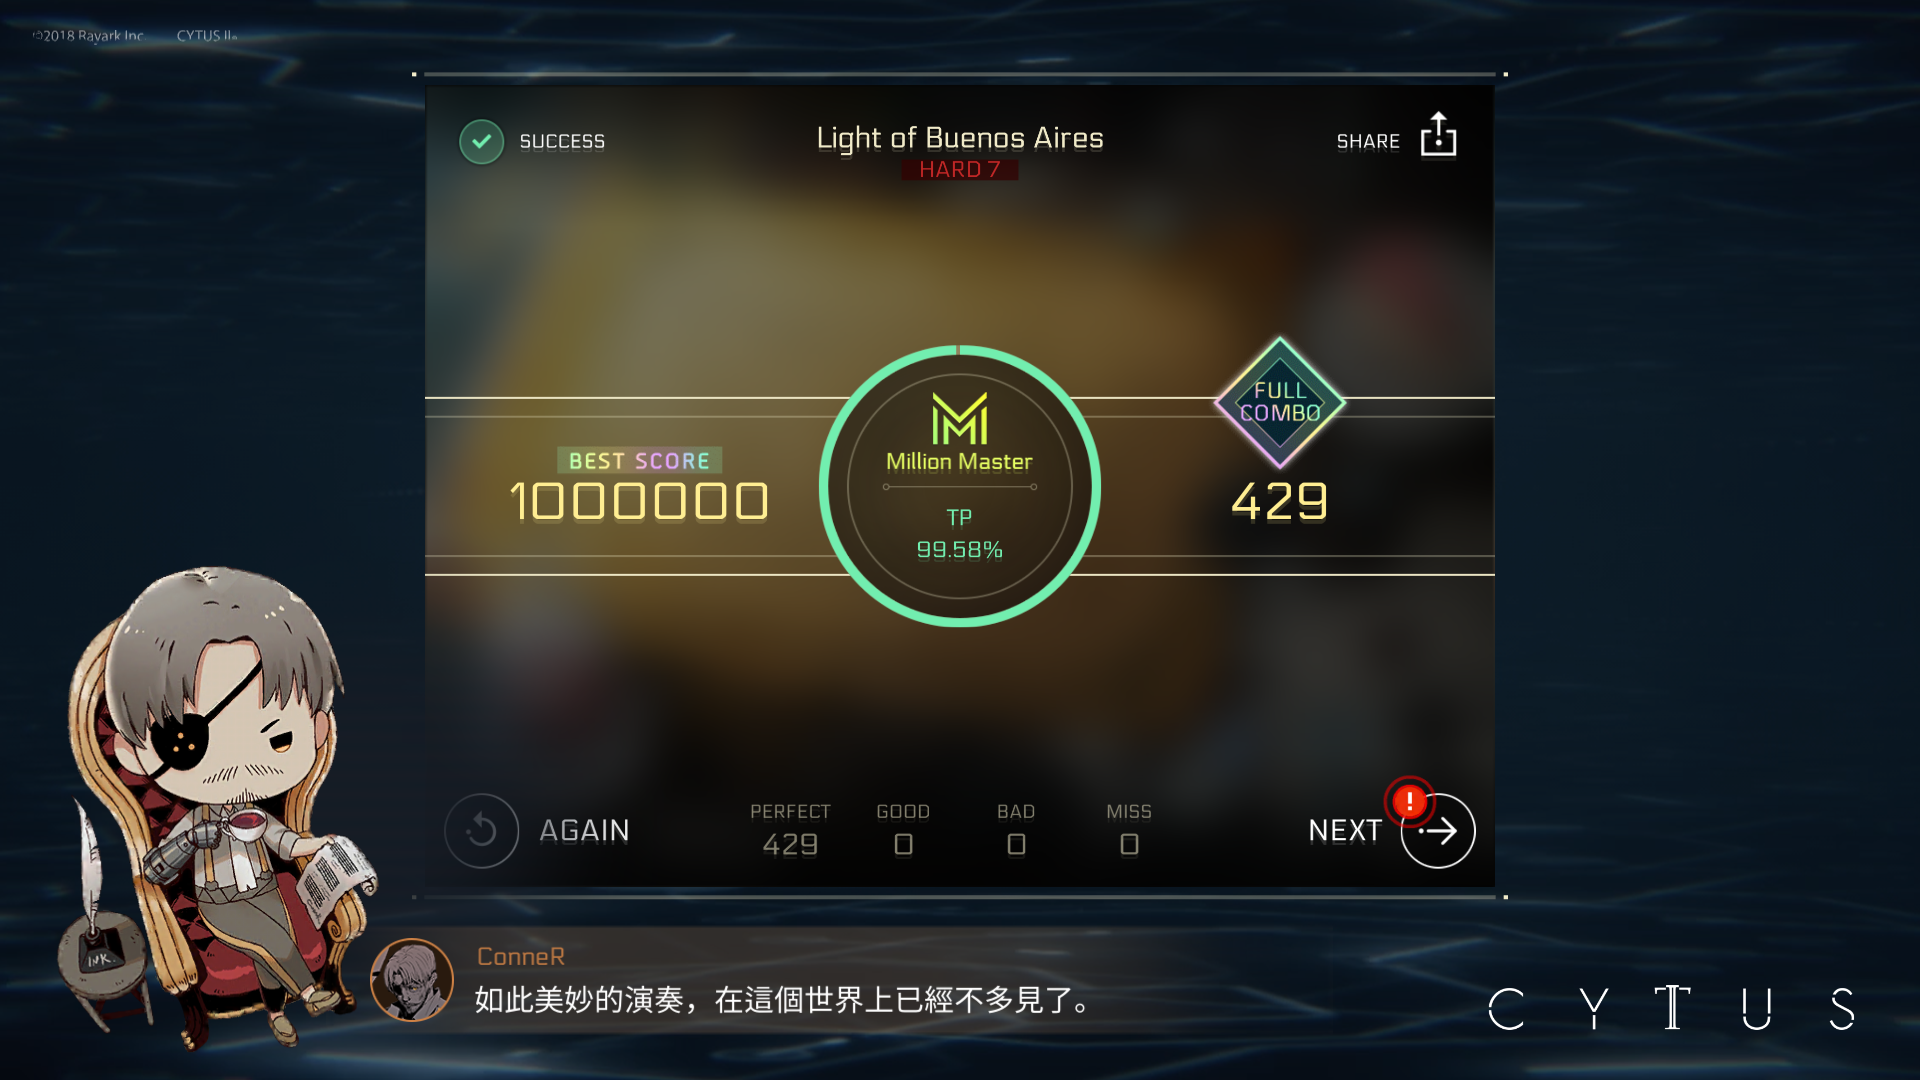 ©2018 Rayark Inc. CYTUS II
SUCCESS
Light of Buenos Aires
HARD 7
SHARE
FULL
COMBO
BEST SCORE
1000000
Million Master
TP
99.58%
429
AGAIN
PERFECT GOOD BAD MISS
429 0 0 0
NEXT
!
INK.
ConneR
如此美妙的演奏，在這個世界上已經不多見了。
CYTUS